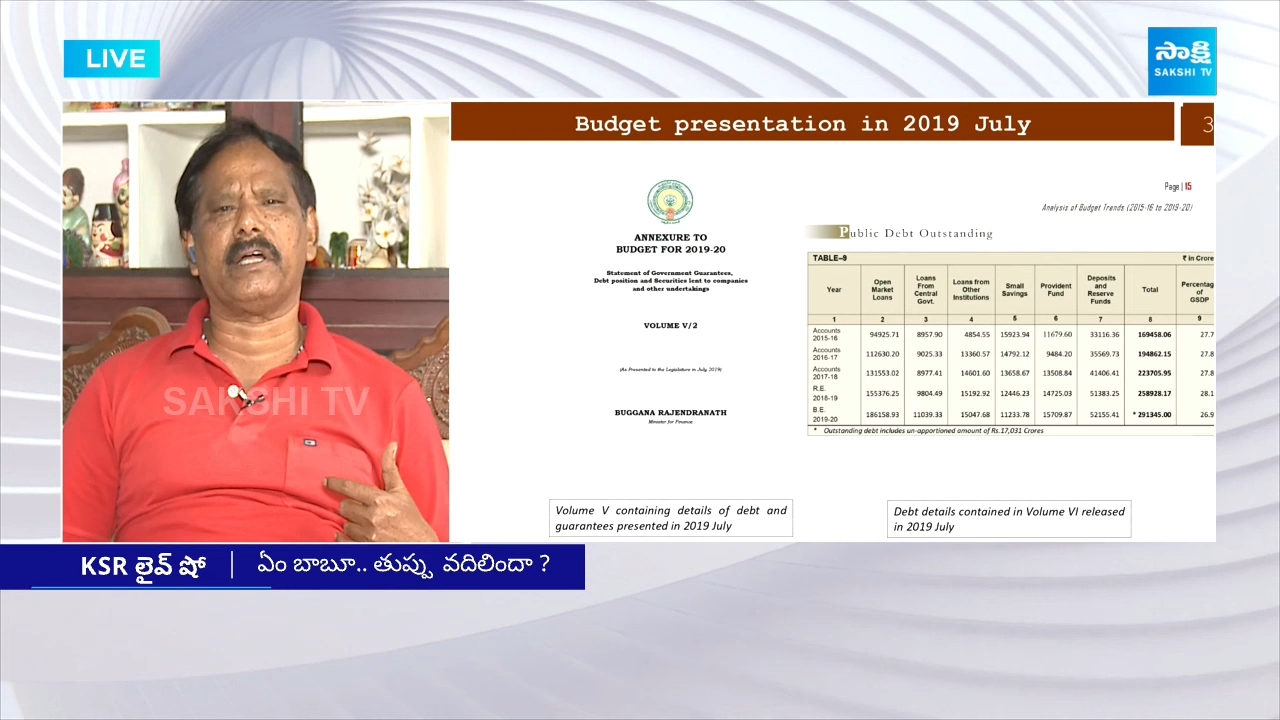 LIVE
సాక్షి
SAKSHI TV
Budget presentation in 2019 July
3
ANNEXURE TO
BUDGET FOR 2019-20
Statement of Government Guarantees,
Debt position and Securities lent to companies
and other undertakings
VOLUME V/2
(As Presented to the Legislature in July 2019)
BUGGANA RAJENDRANATH
Minister for Finance
Page | 15
Analysis of Budget Trends (2015-16 to 2019-20)
Public Debt Outstanding
TABLE–9 ₹ in Crore
Year Open Market Loans Loans From Central Govt. Loans from Other Institutions Small Savings Provident Fund Deposits and Reserve Funds Total Percentag of GSDP
1 2 3 4 5 6 7 8 9
Accounts 2015-16 94925.71 8957.90 4854.55 15923.94 11679.60 33116.36 169458.06 27.7
Accounts 2016-17 112630.20 9025.33 13360.57 14792.12 9484.20 35569.73 194862.15 27.8
Accounts 2017-18 131553.02 8977.41 14601.60 13658.67 13508.84 41406.41 223705.95 27.8
R.E. 2018-19 155376.25 9804.49 15192.92 12446.23 14725.03 51383.25 258928.17 28.1
B.E. 2019-20 186158.93 11039.33 15047.68 11233.78 15709.87 52155.41 * 291345.00 26.9
* Outstanding debt includes un-apportioned amount of Rs.17,031 Crores
Volume V containing details of debt and
guarantees presented in 2019 July
Debt details contained in Volume VI released
in 2019 July
SAKSHI TV
KSR లైవ్ షో | ఏం బాబూ.. తుప్పు వదిలిందా ?